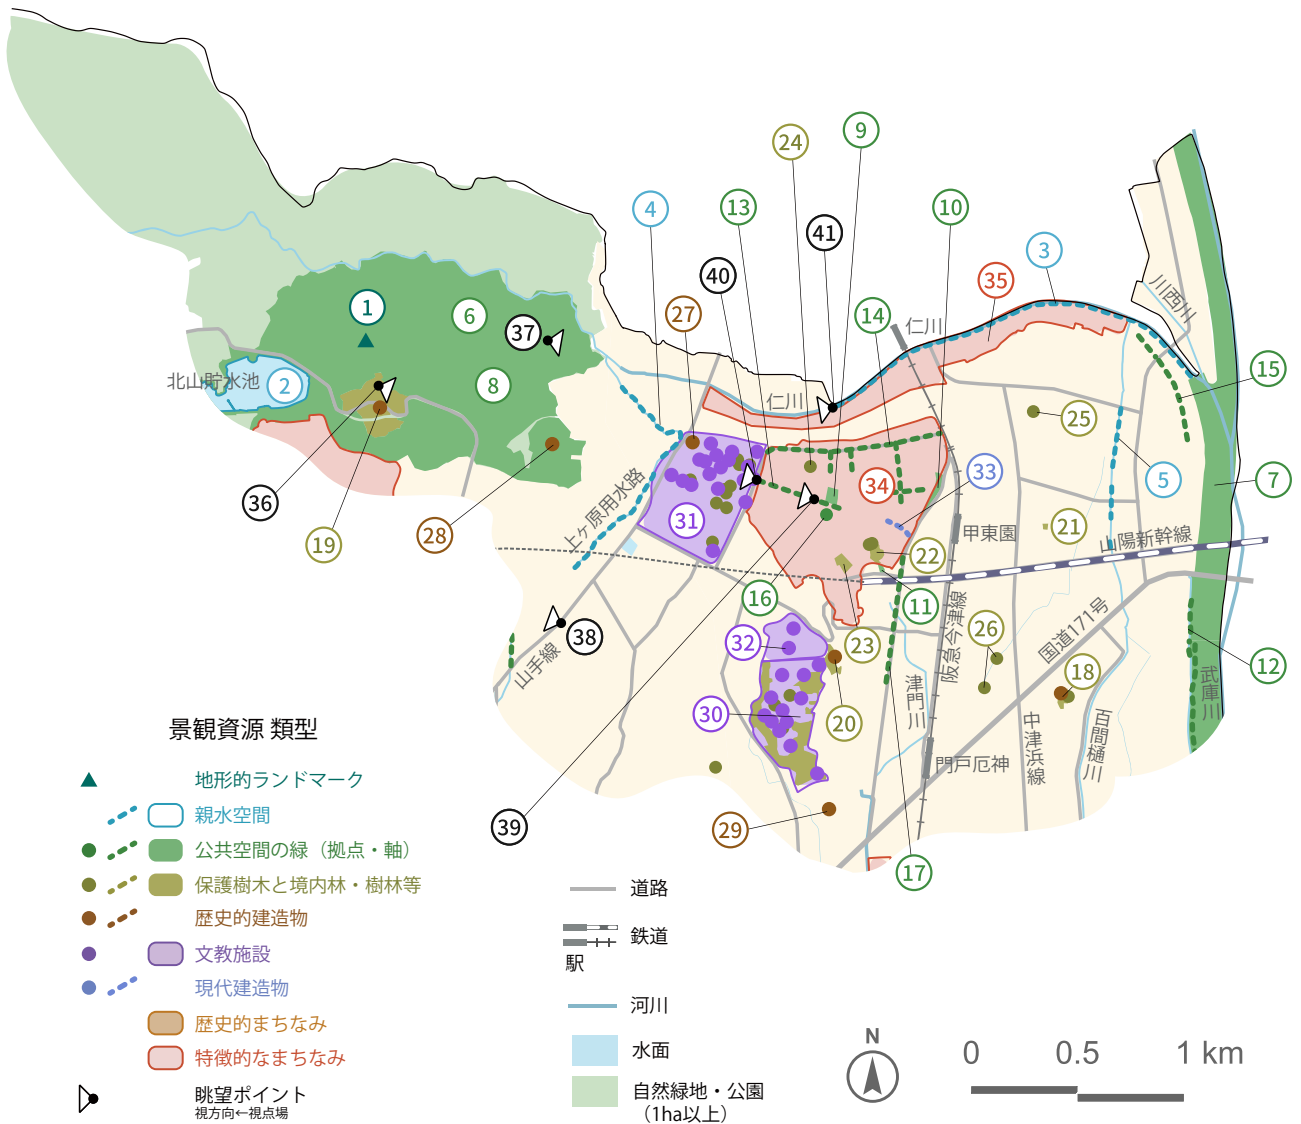 24
9
4
13
41
10
3
40
35
27
1
6
37
14
仁川
川西川
15
北山貯水池
2
8
仁川
25
36
34
33
5
7
19
28
上ヶ原用水路
31
甲東園
21
山陽新幹線
22
16
11
38
山手線
32
23
阪急今津線
26
国道171号
18
12
武庫川
30
20
津門川
中津浜線
百間樋川
門戸厄神
39
29
17
景観資源 類型
地形的ランドマーク
親水空間
公共空間の緑（拠点・軸）
保護樹木と境内林・樹林等
歴史的建造物
文教施設
現代建造物
歴史的まちなみ
特徴的なまちなみ
眺望ポイント
視方向←視点場
道路
鉄道
駅
河川
水面
自然緑地・公園
（1ha以上）
N
0 0.5 1 km